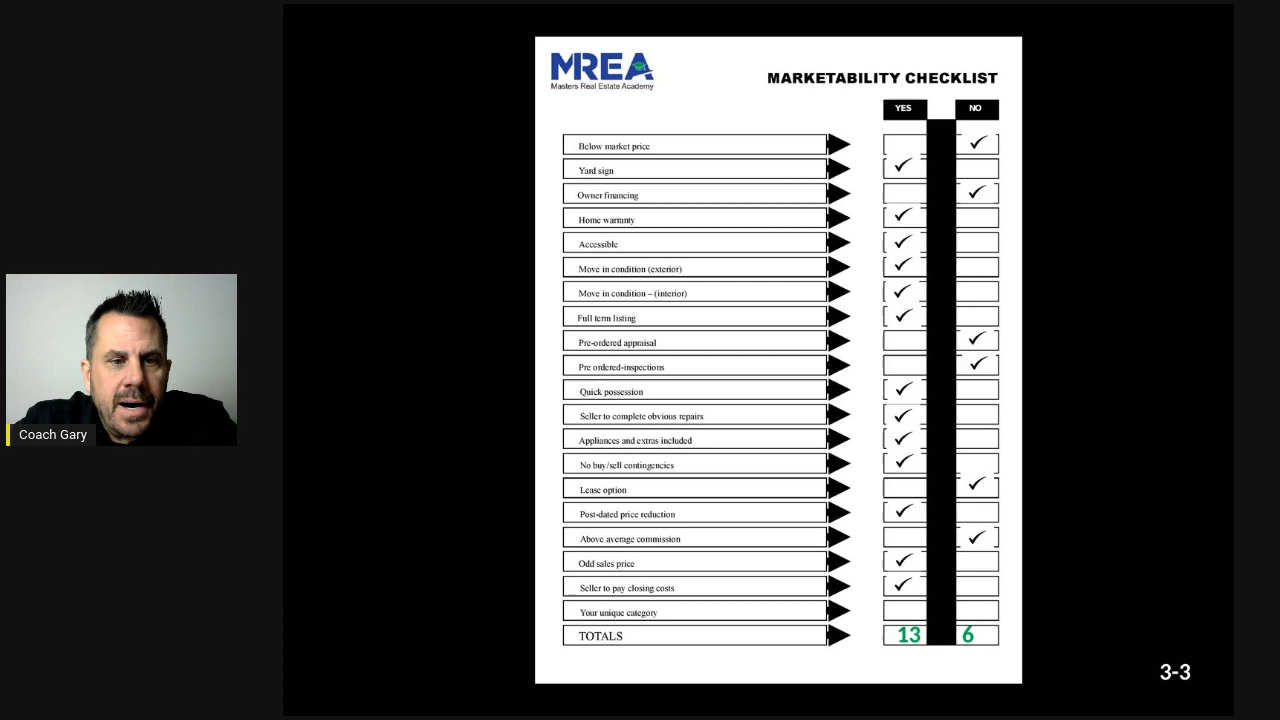 MREA
Masters Real Estate Academy
MARKETABILITY CHECKLIST
YES NO
Below market price
Yard sign
Owner financing
Home warranty
Accessible
Move in condition (exterior)
Move in condition – (interior)
Full term listing
Pre-ordered appraisal
Pre ordered-inspections
Quick possession
Seller to complete obvious repairs
Appliances and extras included
No buy/sell contingencies
Lease option
Post-dated price reduction
Above average commission
Odd sales price
Seller to pay closing costs
Your unique category
TOTALS 13 6
Coach Gary
3-3